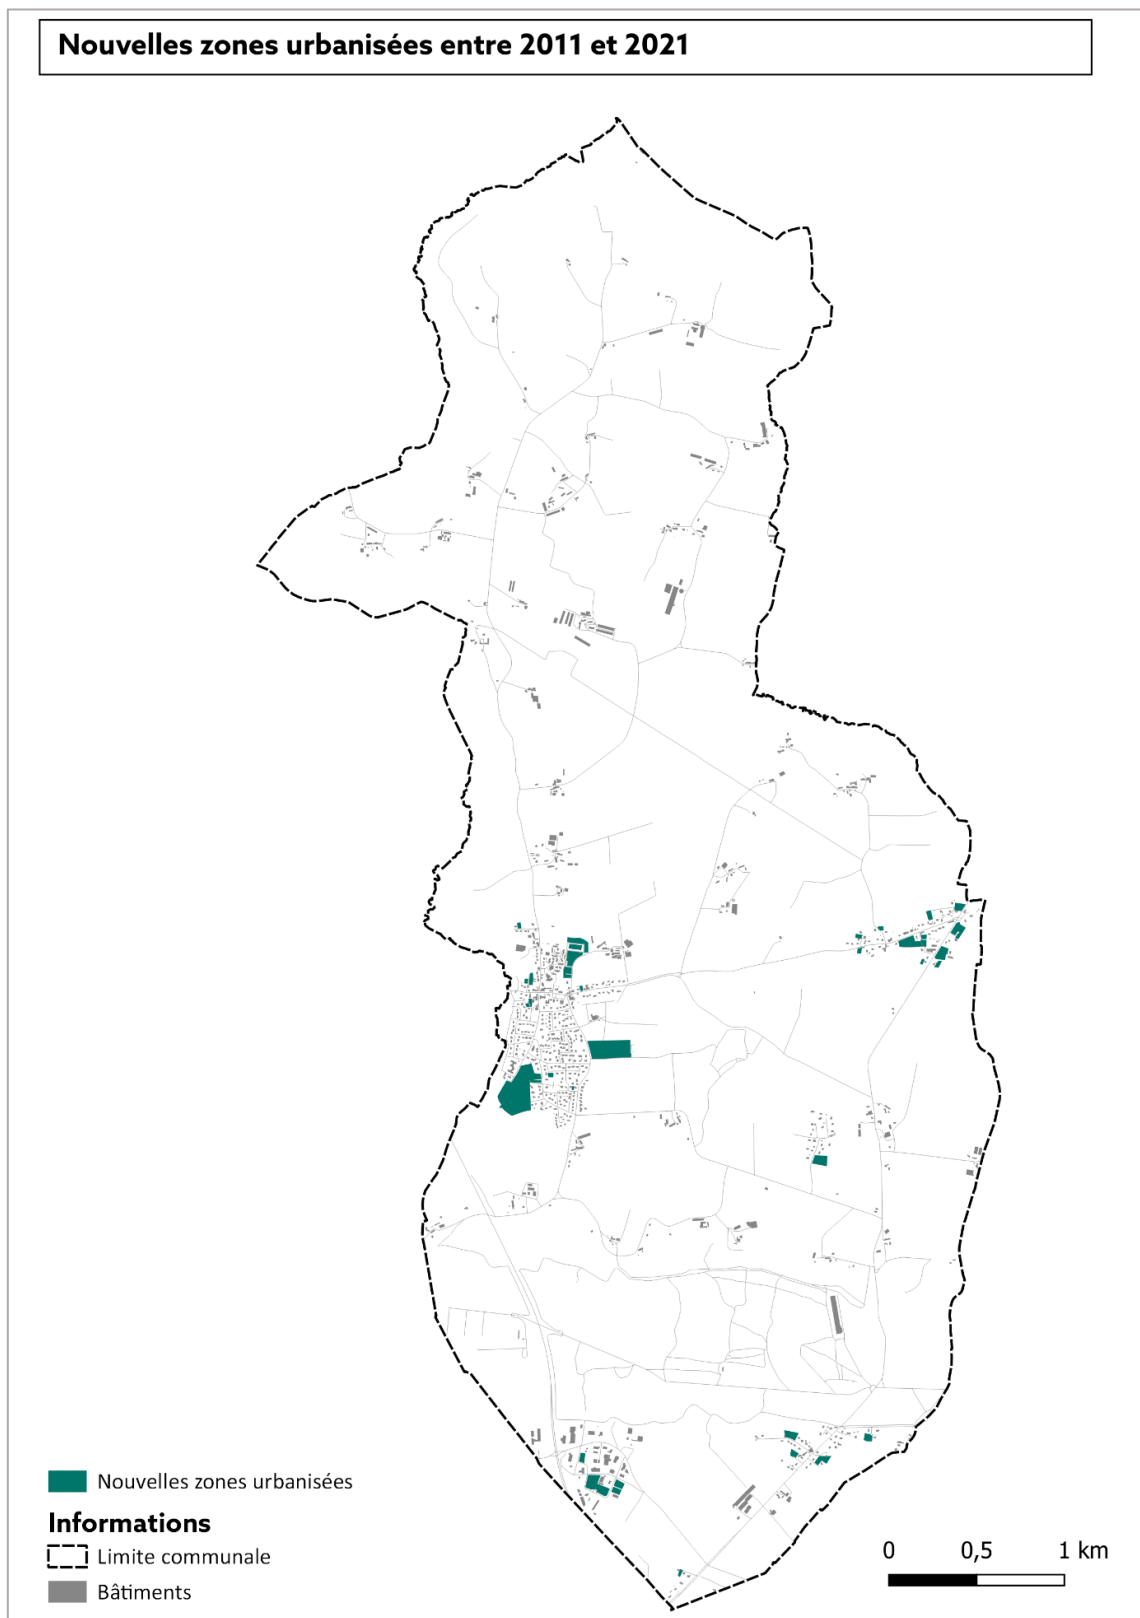 Nouvelles zones urbanisées entre 2011 et 2021
Nouvelles zones urbanisées
Informations
Limite communale
Bâtiments
0 0,5 1 km